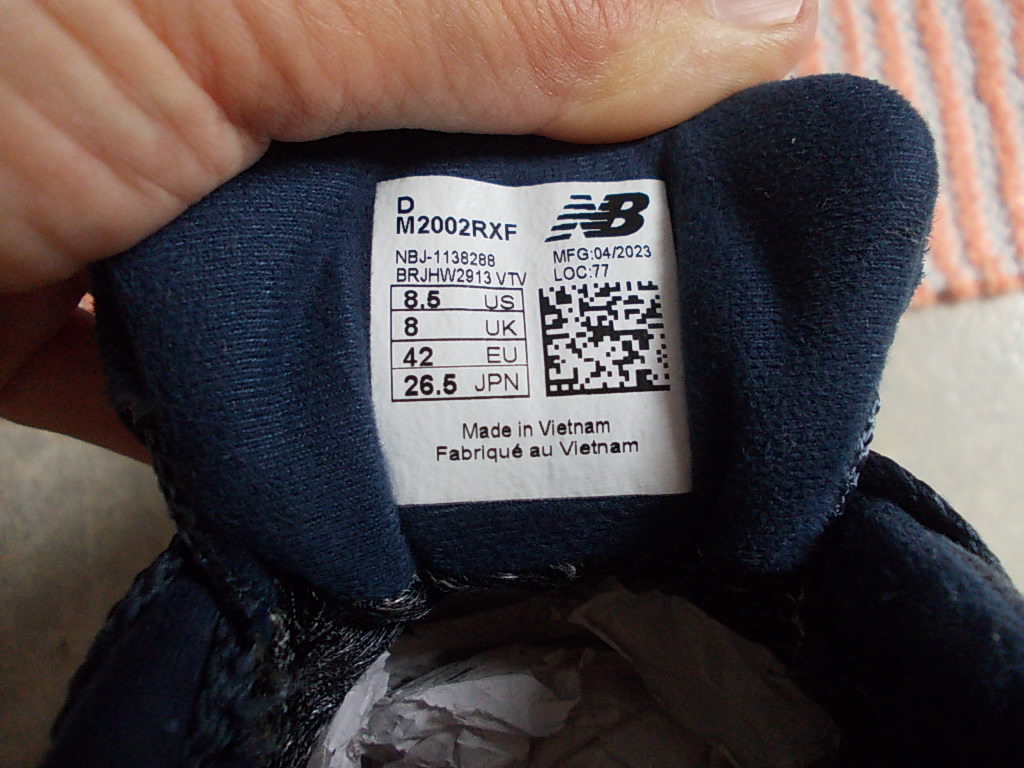 D
M2002RXF
NB
NBJ-1138288
BRJHW2913 VTV
MFG:04/2023
LOC:77
8.5 US
8 UK
42 EU
26.5 JPN
Made in Vietnam
Fabriqué au Vietnam